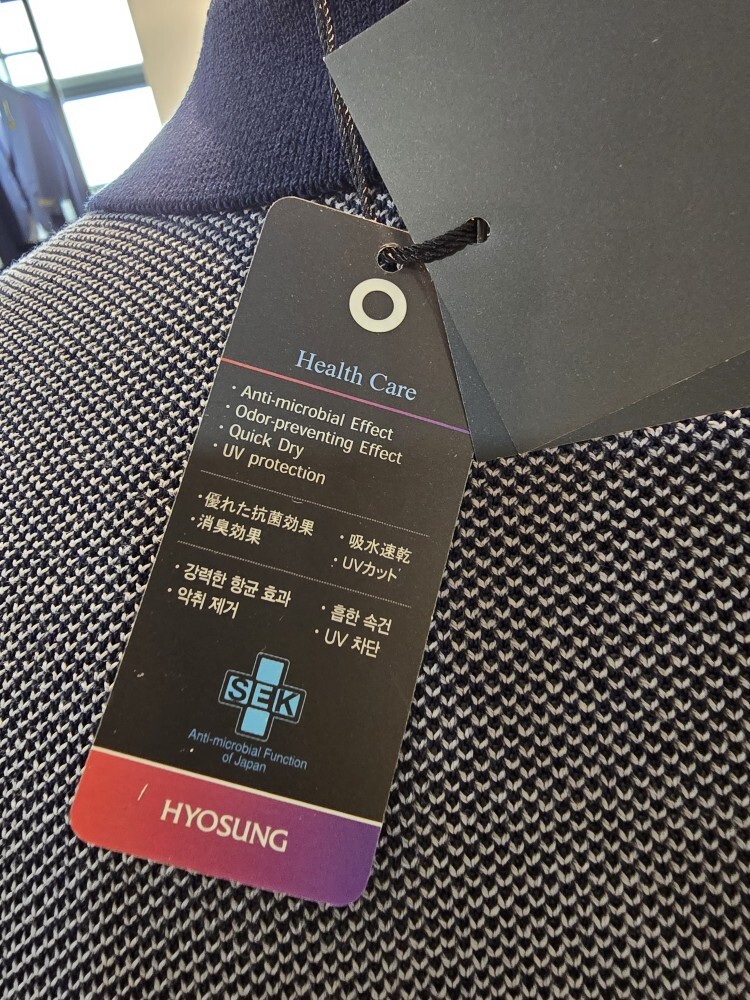 Health Care
· Anti-microbial Effect
· Odor-preventing Effect
· Quick Dry
· UV protection
· 優れた抗菌効果
· 消臭効果
· 吸水速乾
· UVカット
· 강력한 항균 효과
· 악취 제거
· 흡한 속건
· UV 차단
SEK
Anti-microbial Function
of Japan
HYOSUNG